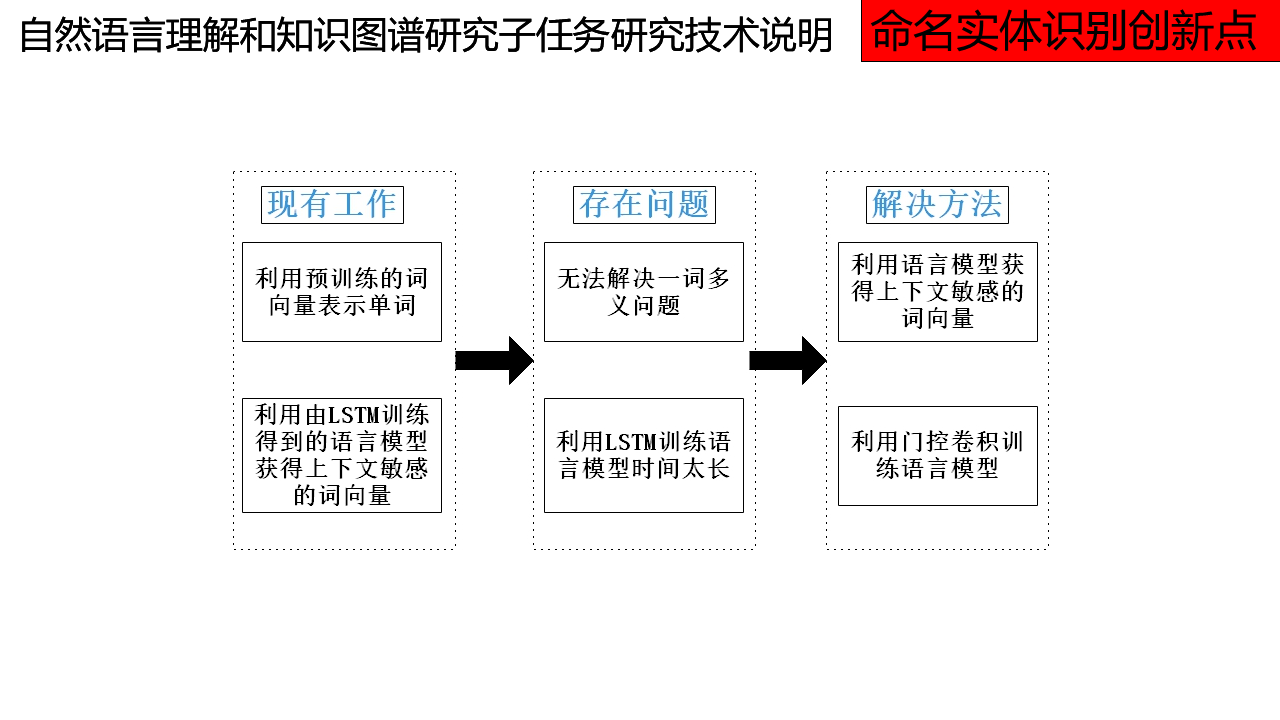 自然语言理解和知识图谱研究子任务研究技术说明
命名实体识别创新点
现有工作
利用预训练的词
向量表示单词
利用由LSTM训练
得到的语言模型
获得上下文敏感
的词向量
存在问题
无法解决一词多
义问题
利用LSTM训练语
言模型时间太长
解决方法
利用语言模型获
得上下文敏感的
词向量
利用门控卷积训
练语言模型